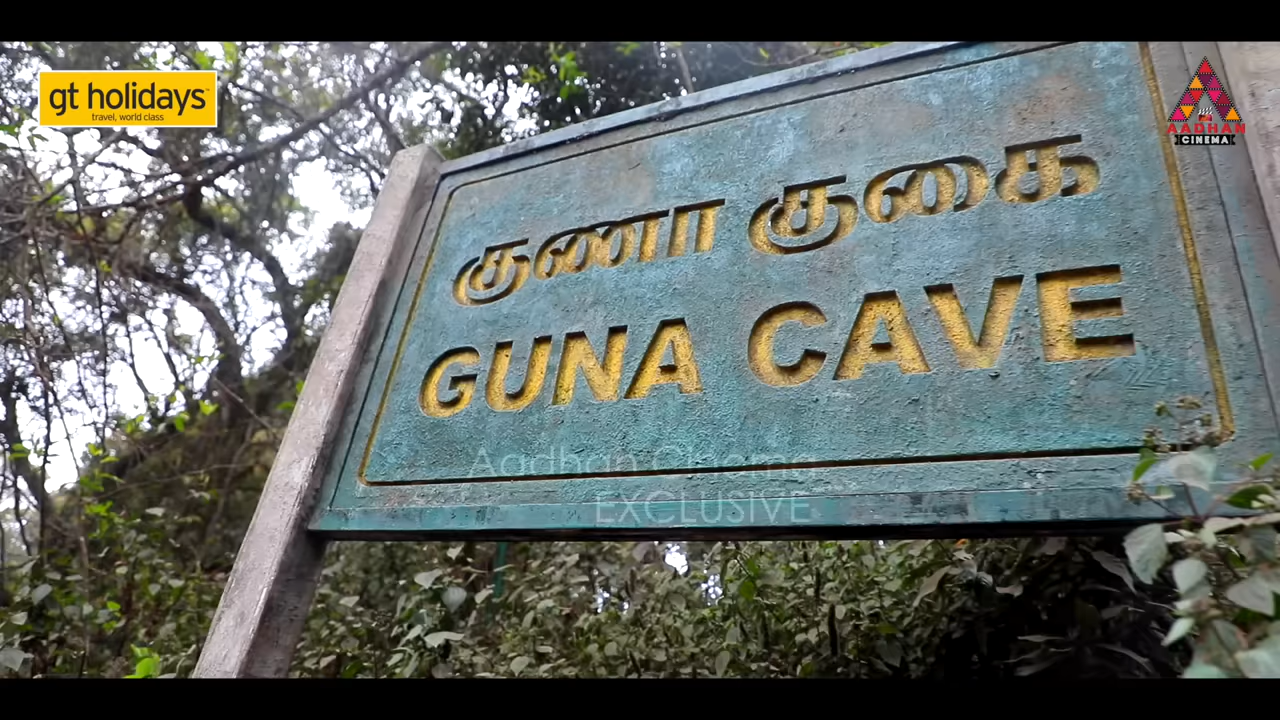 gt holidays
travel, world class
AADHAN
CINEMA
குணா குகை
GUNA CAVE
Aadhan Cinema
EXCLUSIVE